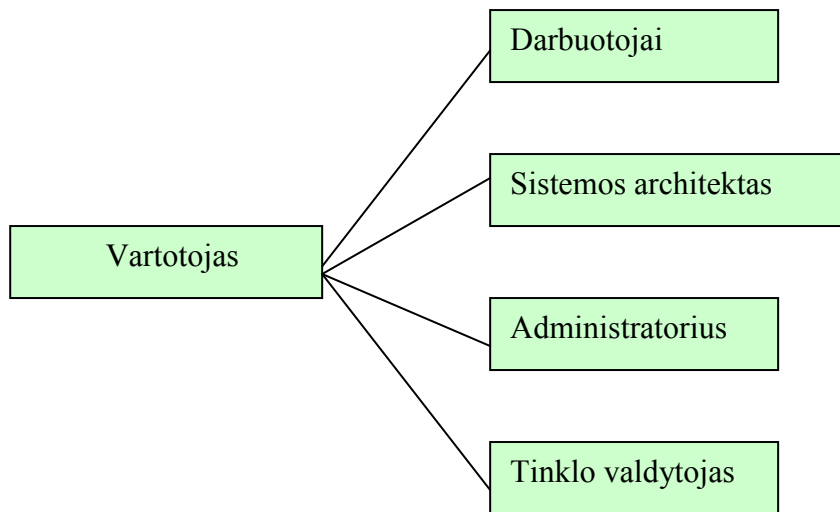 Darbuotojai
Sistemos architektas
Vartotojas
Administratorius
Tinklo valdytojas